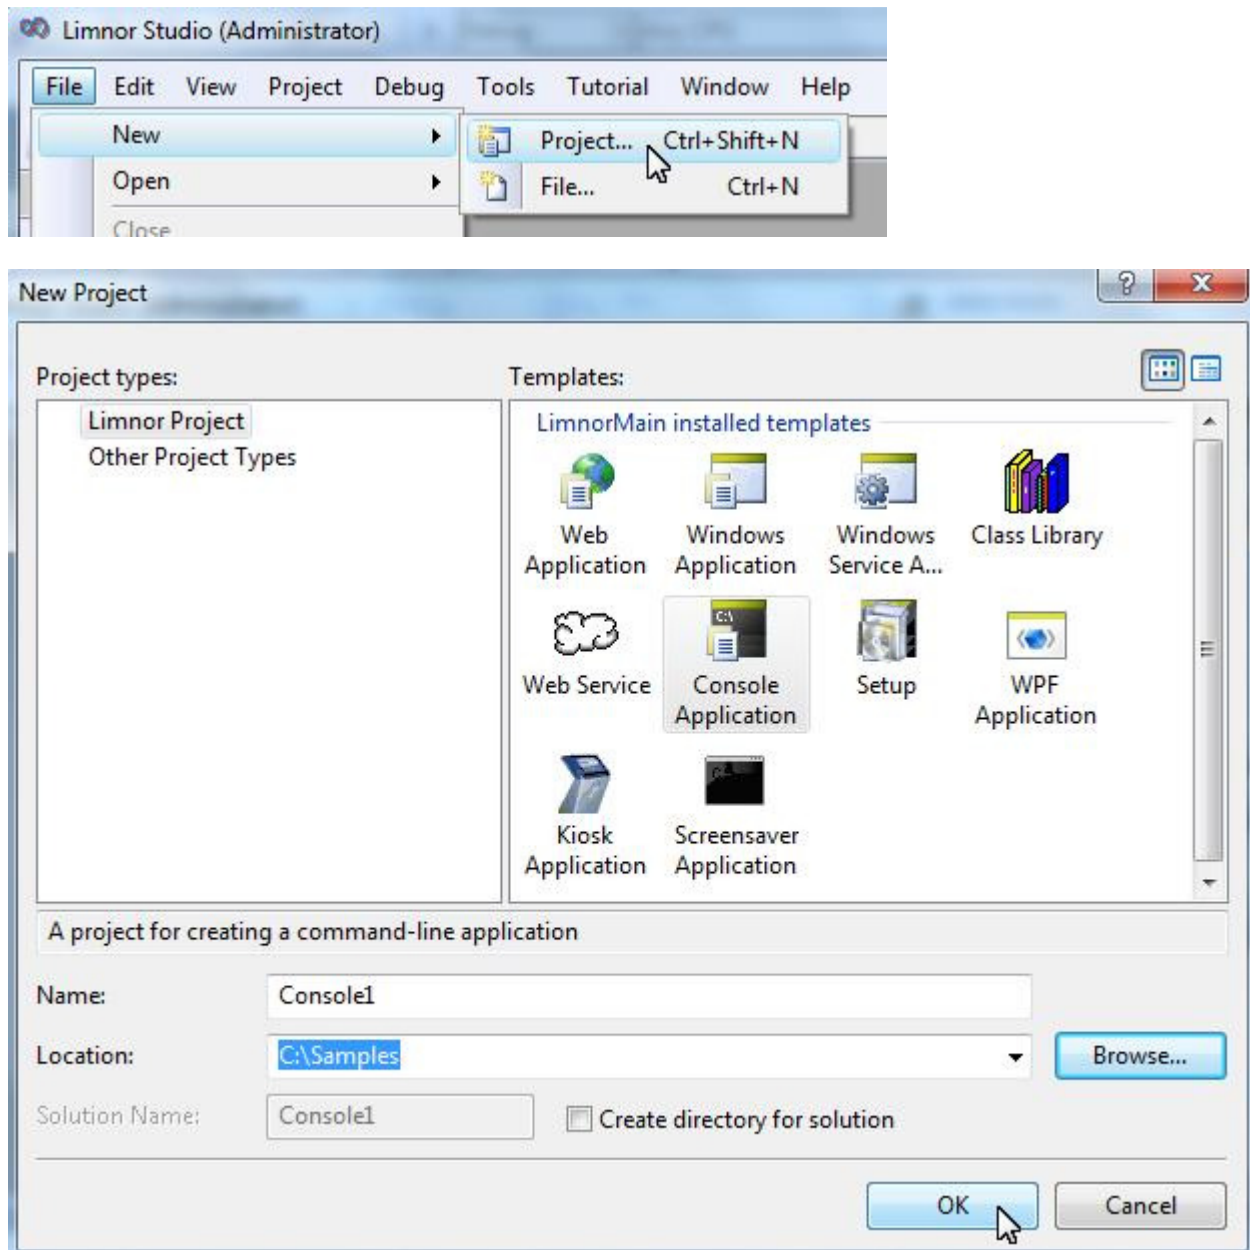 Limnor Studio (Administrator)
File Edit View Project Debug Tools Tutorial Window Help
New
Project... Ctrl+Shift+N
Open
File... Ctrl+N
Close
New Project
Project types:
Templates:
Limnor Project
Other Project Types
LimnorMain installed templates
Web Application
Windows Application
Windows Service A...
Class Library
Web Service
Console Application
Setup
WPF Application
Kiosk Application
Screensaver Application
A project for creating a command-line application
Name: Console1
Location: C:\Samples Browse...
Solution Name: Console1 Create directory for solution
OK Cancel